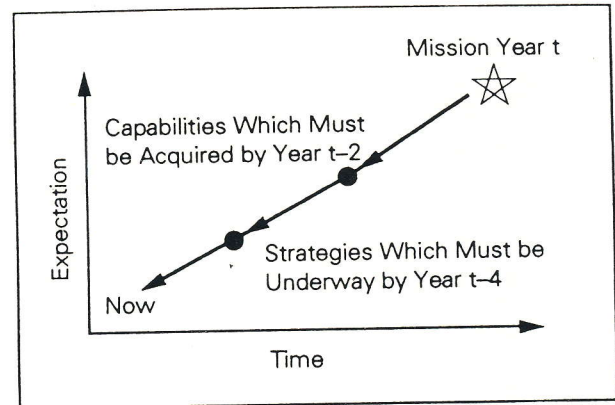 Mission Year t
Capabilities Which Must
be Acquired by Year t–2
Expectation
Strategies Which Must be
Underway by Year t–4
Now
Time